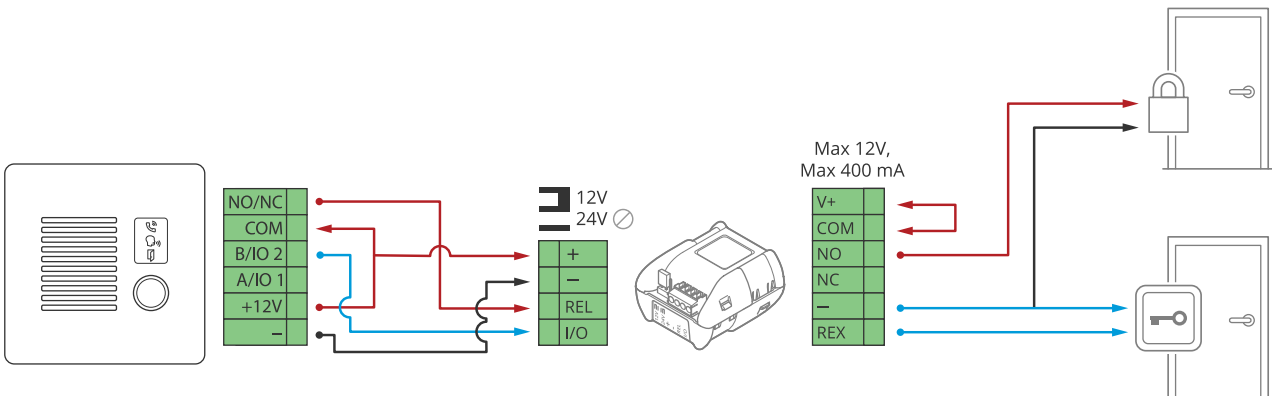 NO/NC
COM
B/IO 2
A/IO 1
+12V
–
12V
24V
+
–
REL
I/O
Max 12V,
Max 400 mA
V+
COM
NO
NC
–
REX